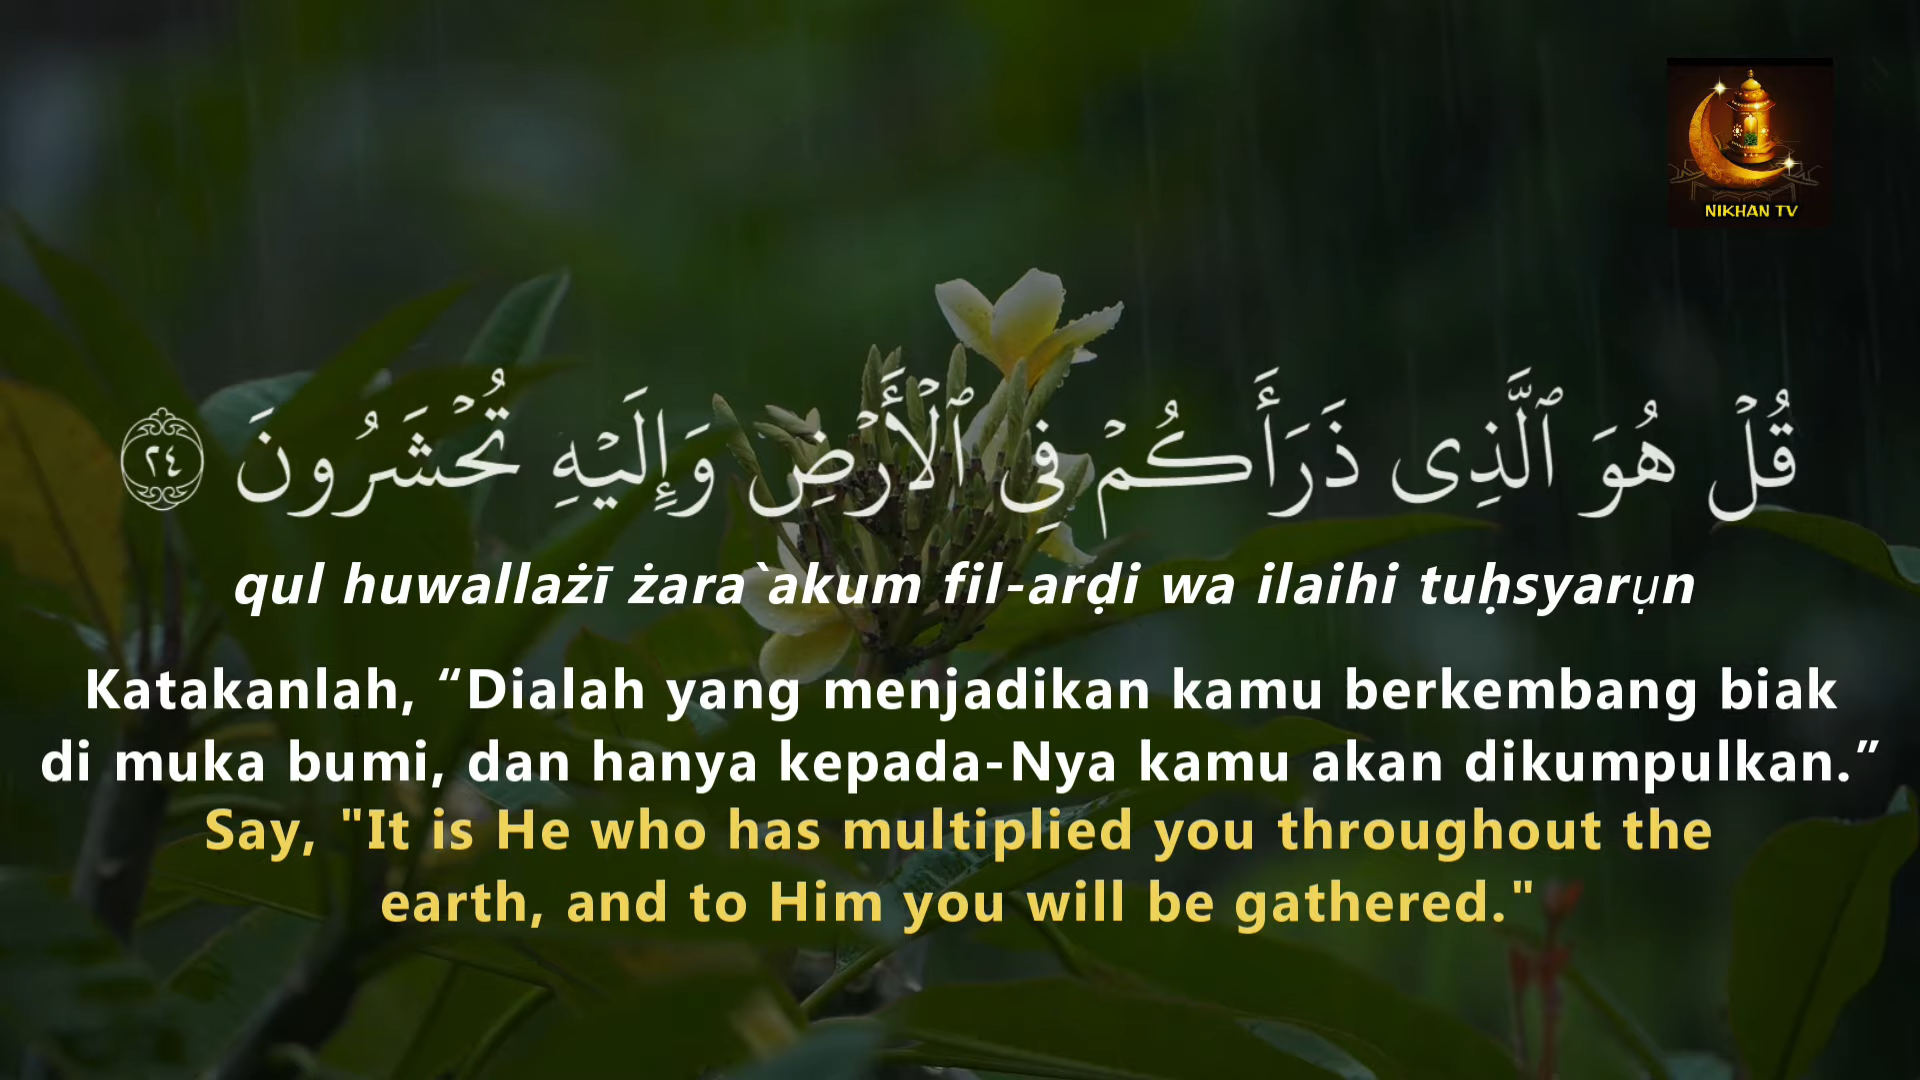 NIKHAN TV
قُلۡ هُوَ ٱلَّذِى ذَرَأَكُمۡ فِى ٱلۡأَرۡضِ وَإِلَيۡهِ تُحۡشَرُونَ ٢٤
qul huwallażī żara`akum fil-arḍi wa ilaihi tuḥsyarụn
Katakanlah, “Dialah yang menjadikan kamu berkembang biak
di muka bumi, dan hanya kepada-Nya kamu akan dikumpulkan.”
Say, "It is He who has multiplied you throughout the
earth, and to Him you will be gathered."